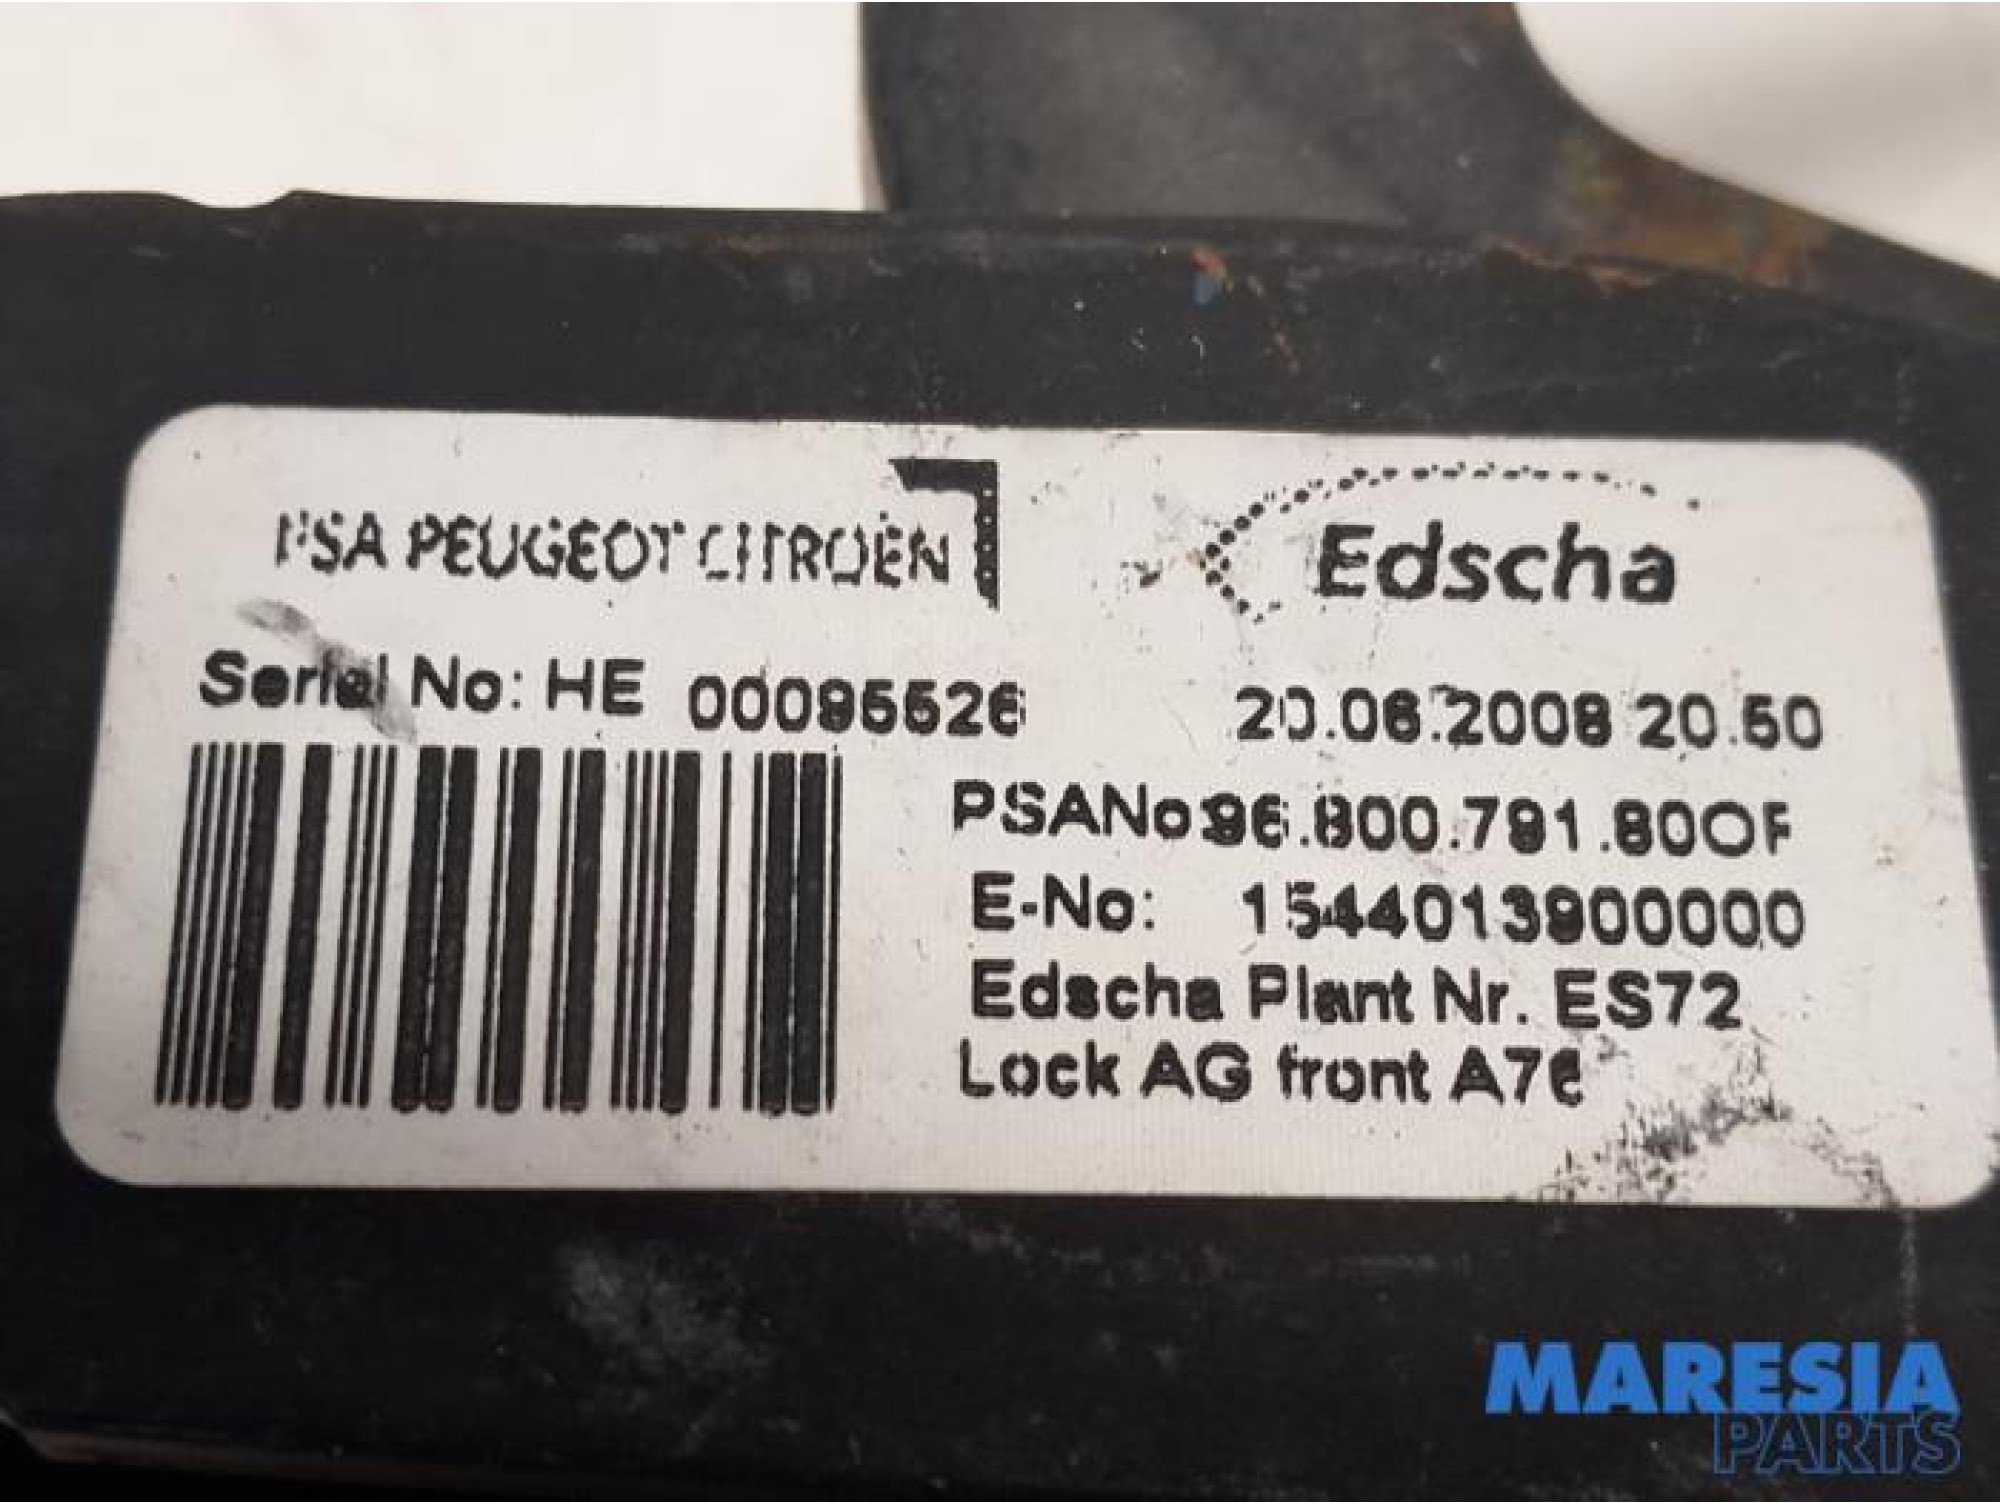 PSA PEUGEOT CITROËN
Edscha
Serial No: HE 00095526
20.06.2008 20.50
PSANo 96.800.791.80OF
E-No: 1544013900000
Edscha Plant Nr. ES72
Lock AG front A76
MARESIA
PARTS